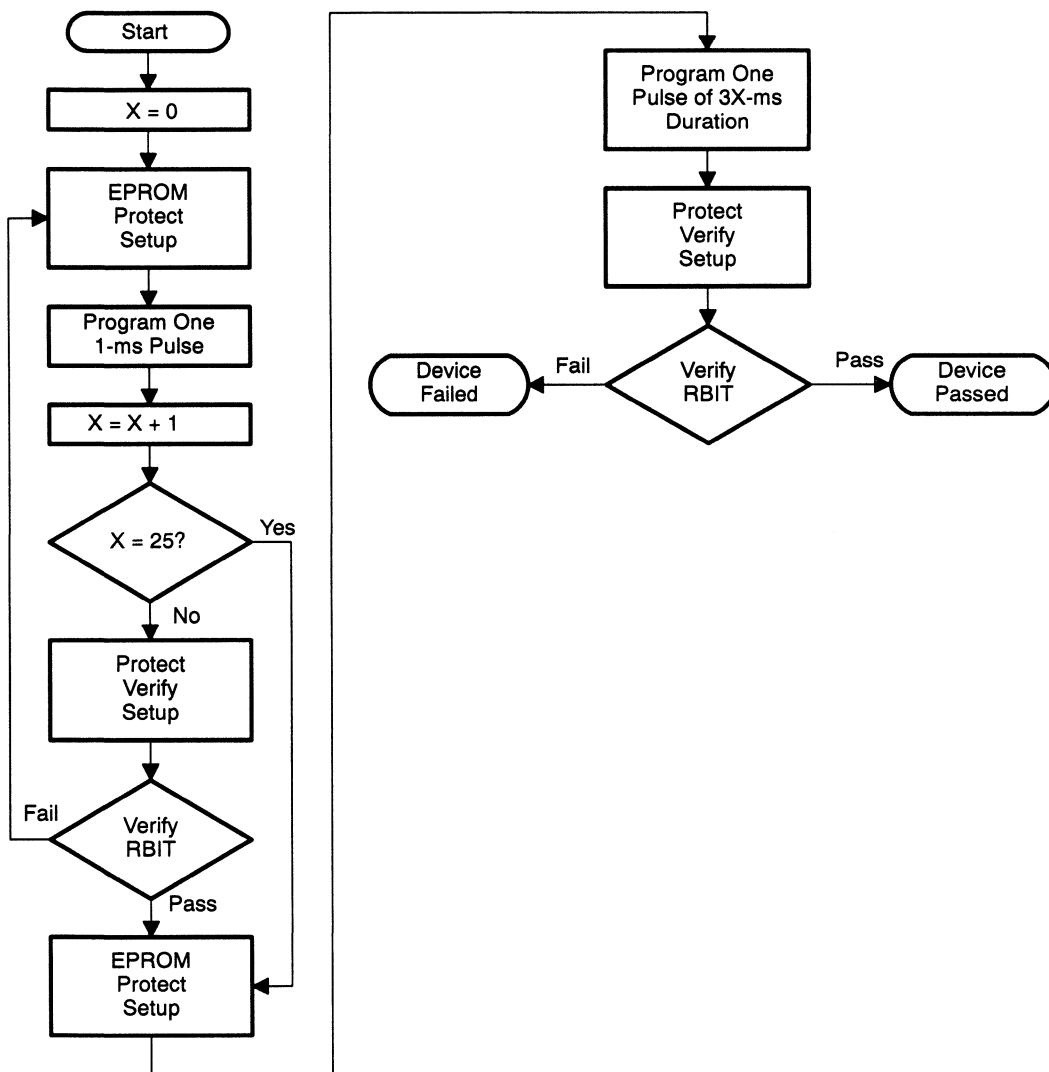 Start
X = 0
EPROM
Protect
Setup
Program One
1-ms Pulse
X = X + 1
X = 25?
Yes
No
Protect
Verify
Setup
Fail
Verify
RBIT
Pass
EPROM
Protect
Setup
Program One
Pulse of 3X-ms
Duration
Protect
Verify
Setup
Device
Failed
Fail
Verify
RBIT
Pass
Device
Passed